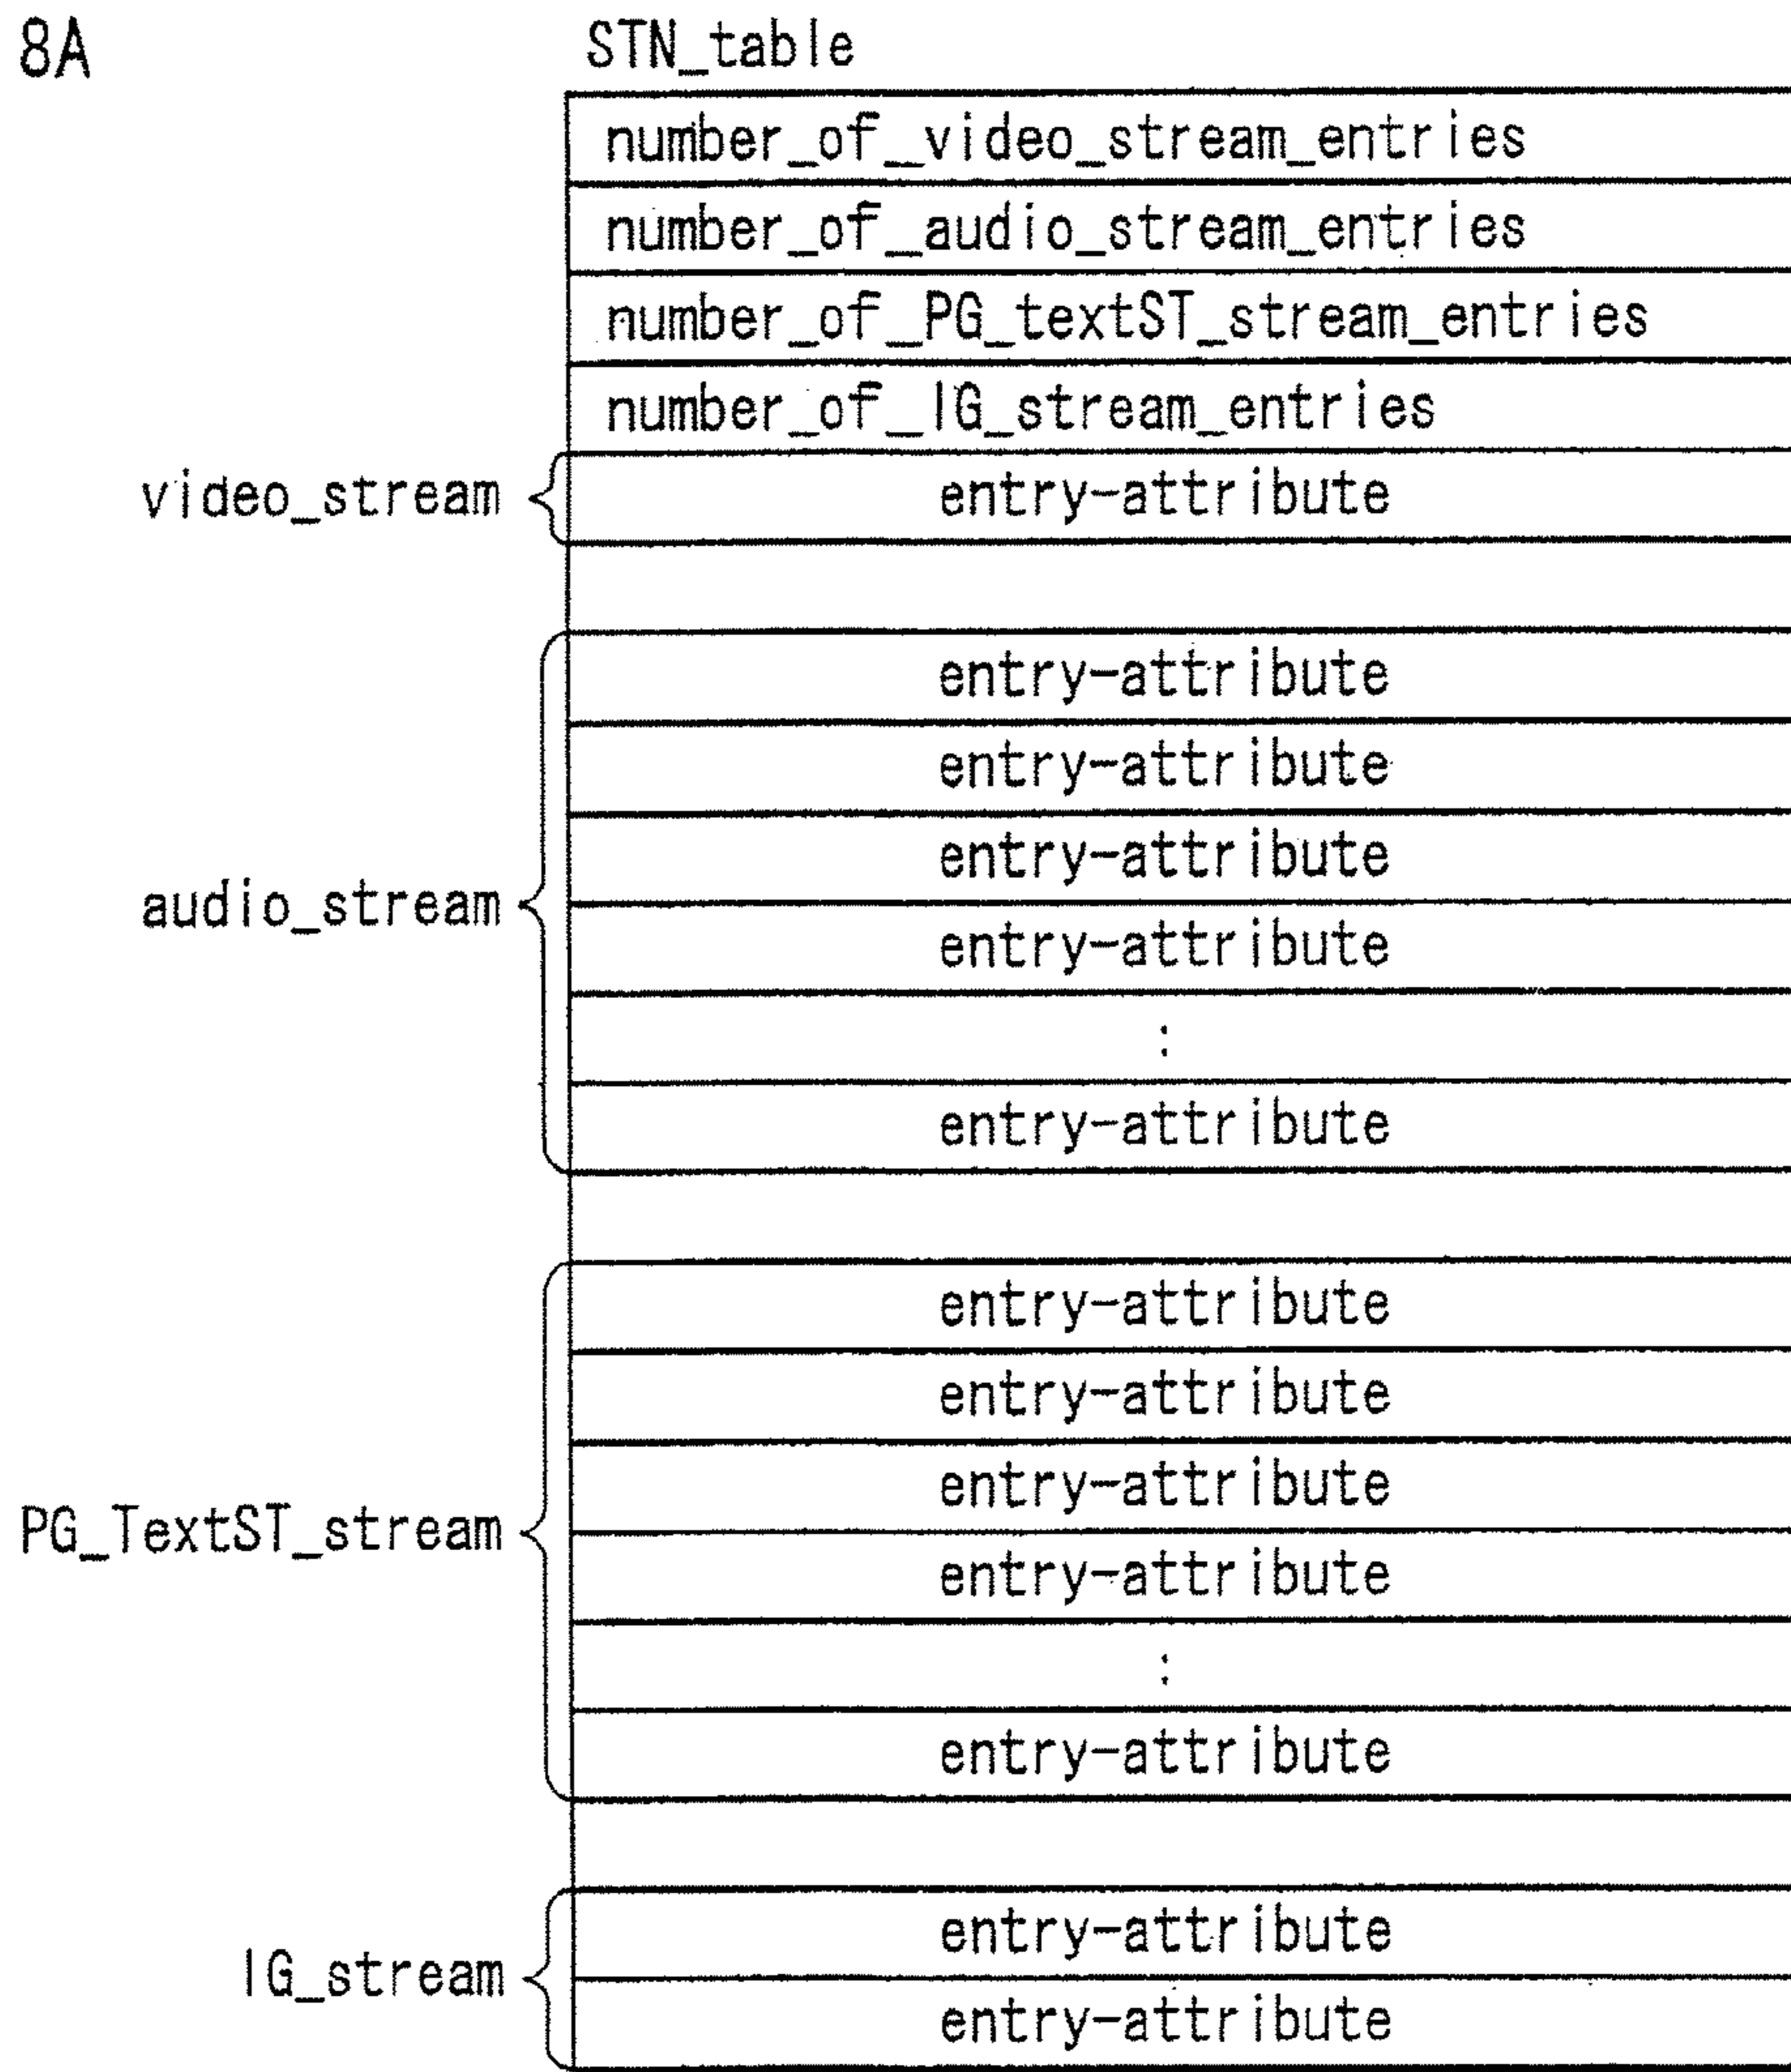 8A
STN_table
number_of_video_stream_entries
number_of_audio_stream_entries
number_of_PG_textST_stream_entries
number_of_IG_stream_entries
video_stream entry-attribute
entry-attribute
entry-attribute
entry-attribute
audio_stream
entry-attribute
:
entry-attribute
entry-attribute
entry-attribute
entry-attribute
PG_TextST_stream
entry-attribute
:
entry-attribute
entry-attribute
IG_stream
entry-attribute